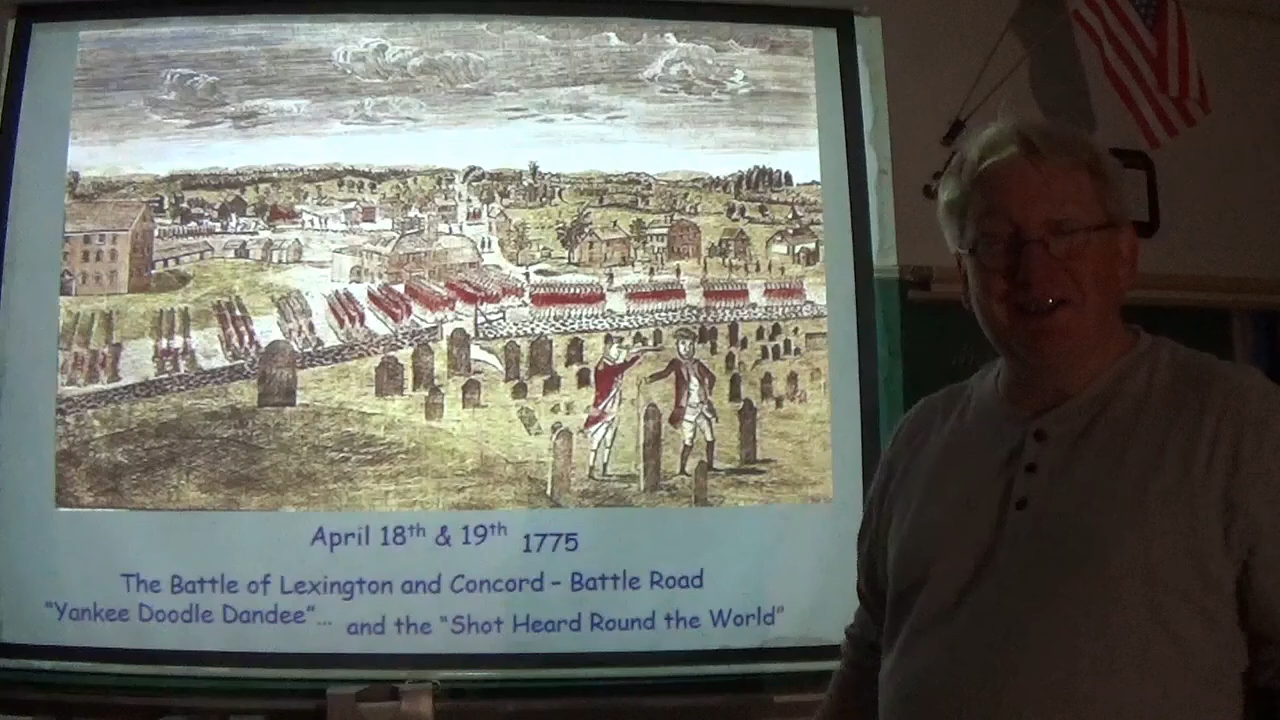 April 18th & 19th 1775
The Battle of Lexington and Concord – Battle Road
"Yankee Doodle Dandee"... and the "Shot Heard Round the World"